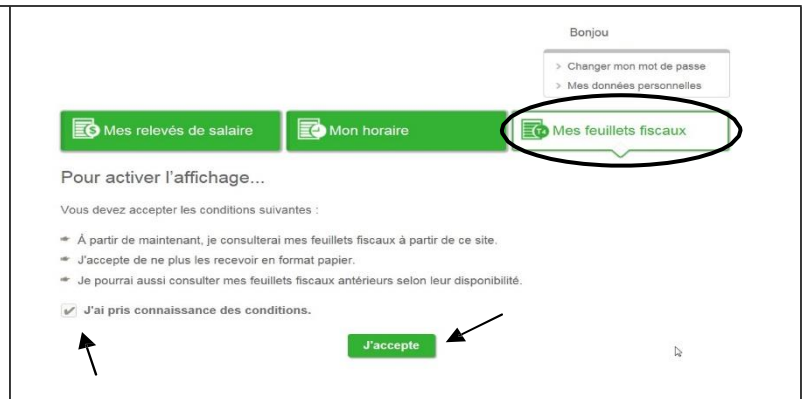 Bonjou
> Changer mon mot de passe
> Mes données personnelles
Mes relevés de salaire
Mon horaire
Mes feuillets fiscaux
Pour activer l'affichage...
Vous devez accepter les conditions suivantes :
Á partir de maintenant, je consulterai mes feuillets fiscaux à partir de ce site.
J'accepte de ne plus les recevoir en format papier.
Je pourrai aussi consulter mes feuillets fiscaux antérieurs selon leur disponibilité.
J'ai pris connaissance des conditions.
J'accepte